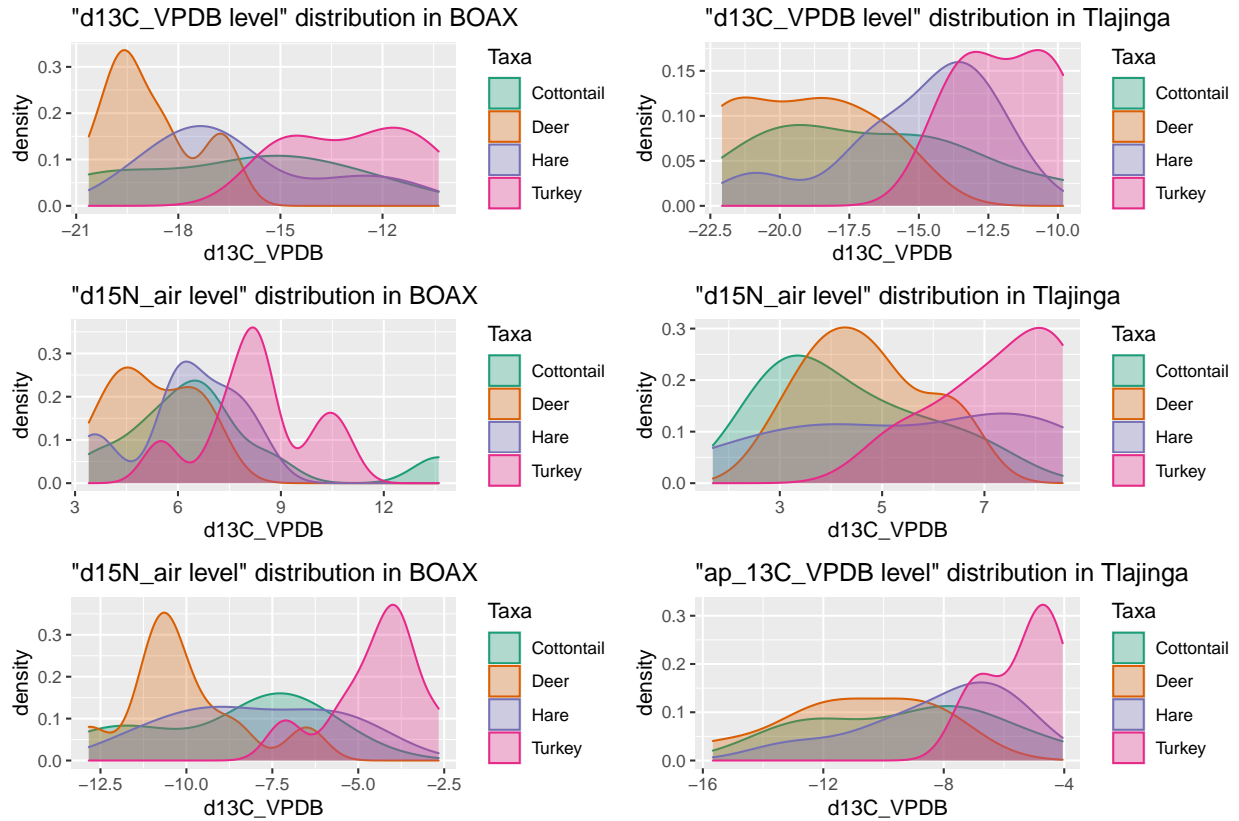 "d13C_VPDB level" distribution in BOAX
density
0.3
0.2
0.1
0.0
−21
−18
−15
−12
d13C_VPDB
Taxa
Cottontail
Deer
Hare
Turkey
"d13C_VPDB level" distribution in Tlajinga
density
0.15
0.10
0.05
0.00
−22.5
−20.0
−17.5
−15.0
−12.5
−10.0
d13C_VPDB
Taxa
Cottontail
Deer
Hare
Turkey
"d15N_air level" distribution in BOAX
density
0.3
0.2
0.1
0.0
3
6
9
12
d13C_VPDB
Taxa
Cottontail
Deer
Hare
Turkey
"d15N_air level" distribution in Tlajinga
density
0.3
0.2
0.1
0.0
3
5
7
d13C_VPDB
Taxa
Cottontail
Deer
Hare
Turkey
"d15N_air level" distribution in BOAX
density
0.3
0.2
0.1
0.0
−12.5
−10.0
−7.5
−5.0
−2.5
d13C_VPDB
Taxa
Cottontail
Deer
Hare
Turkey
"ap_13C_VPDB level" distribution in Tlajinga
density
0.3
0.2
0.1
0.0
−16
−12
−8
−4
d13C_VPDB
Taxa
Cottontail
Deer
Hare
Turkey